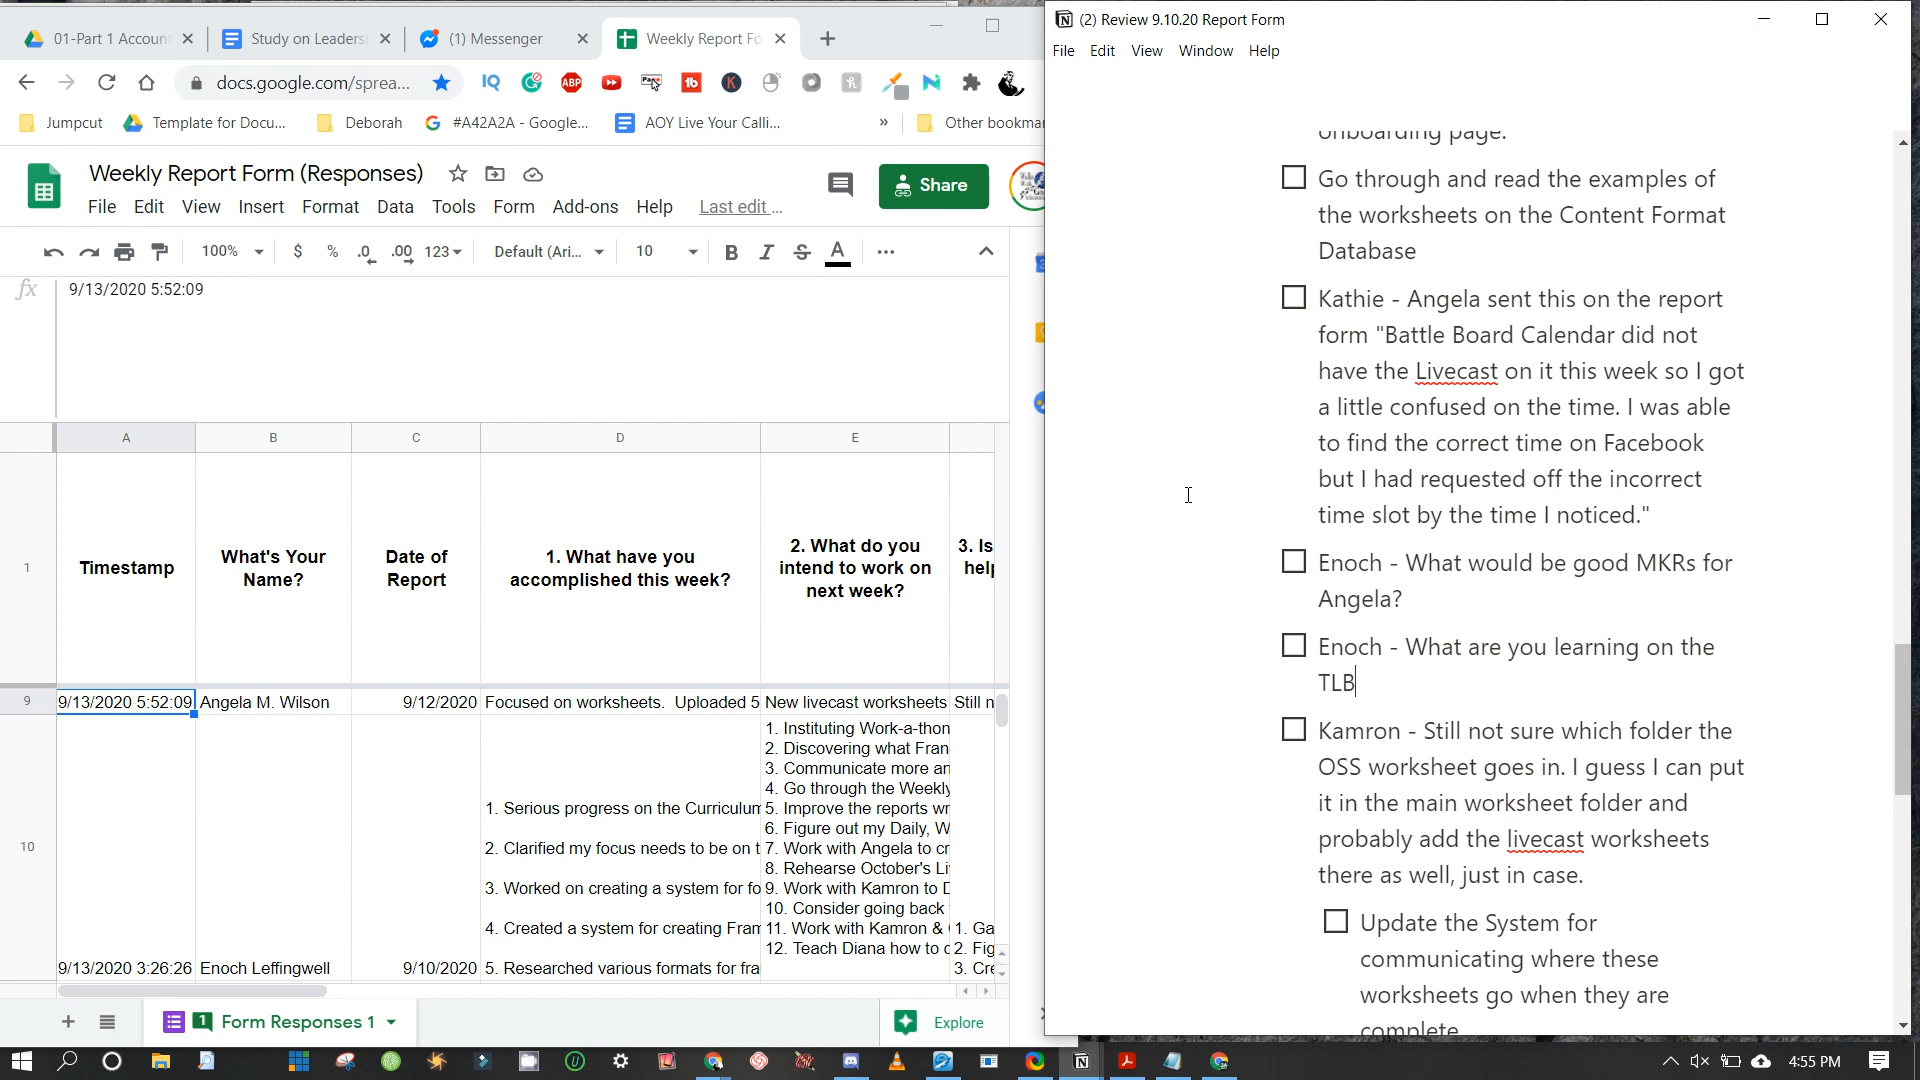 01-Part 1 Accoun
Study on Leaders
(1) Messenger
Weekly Report Fo
docs.google.com/sprea...
Jumpcut
Template for Docu...
Deborah
#A42A2A - Google...
AOY Live Your Calli...
»
Other bookmar
Weekly Report Form (Responses)
Share
File Edit View Insert Format Data Tools Form Add-ons Help Last edit ...
100% $ % .0 .00 123 Default (Ari... 10 B I S A ...
fx 9/13/2020 5:52:09
A B C D E
1
Timestamp
What's Your
Name?
Date of
Report
1. What have you
accomplished this week?
2. What do you
intend to work on
next week?
3. Is
help
9 9/13/2020 5:52:09 Angela M. Wilson 9/12/2020 Focused on worksheets. Uploaded 5 New livecast worksheets Still n
10 9/13/2020 3:26:26 Enoch Leffingwell 9/10/2020
1. Serious progress on the Curriculum
2. Clarified my focus needs to be on t
3. Worked on creating a system for fo
4. Created a system for creating Fram
5. Researched various formats for fra
1. Instituting Work-a-thon
2. Discovering what Fran
3. Communicate more an
4. Go through the Weekly
5. Improve the reports wr
6. Figure out my Daily, W
7. Work with Angela to cr
8. Rehearse October's Li
9. Work with Kamron to D
10. Consider going back
11. Work with Kamron &
12. Teach Diana how to c
1. Ga
2. Fig
3. Cre
1 Form Responses 1
Explore
(2) Review 9.10.20 Report Form
File Edit View Window Help
onboarding page.
Go through and read the examples of
the worksheets on the Content Format
Database
Kathie - Angela sent this on the report
form "Battle Board Calendar did not
have the Livecast on it this week so I got
a little confused on the time. I was able
to find the correct time on Facebook
but I had requested off the incorrect
time slot by the time I noticed."
Enoch - What would be good MKRs for
Angela?
Enoch - What are you learning on the
TLB
Kamron - Still not sure which folder the
OSS worksheet goes in. I guess I can put
it in the main worksheet folder and
probably add the livecast worksheets
there as well, just in case.
Update the System for
communicating where these
worksheets go when they are
complete
4:55 PM